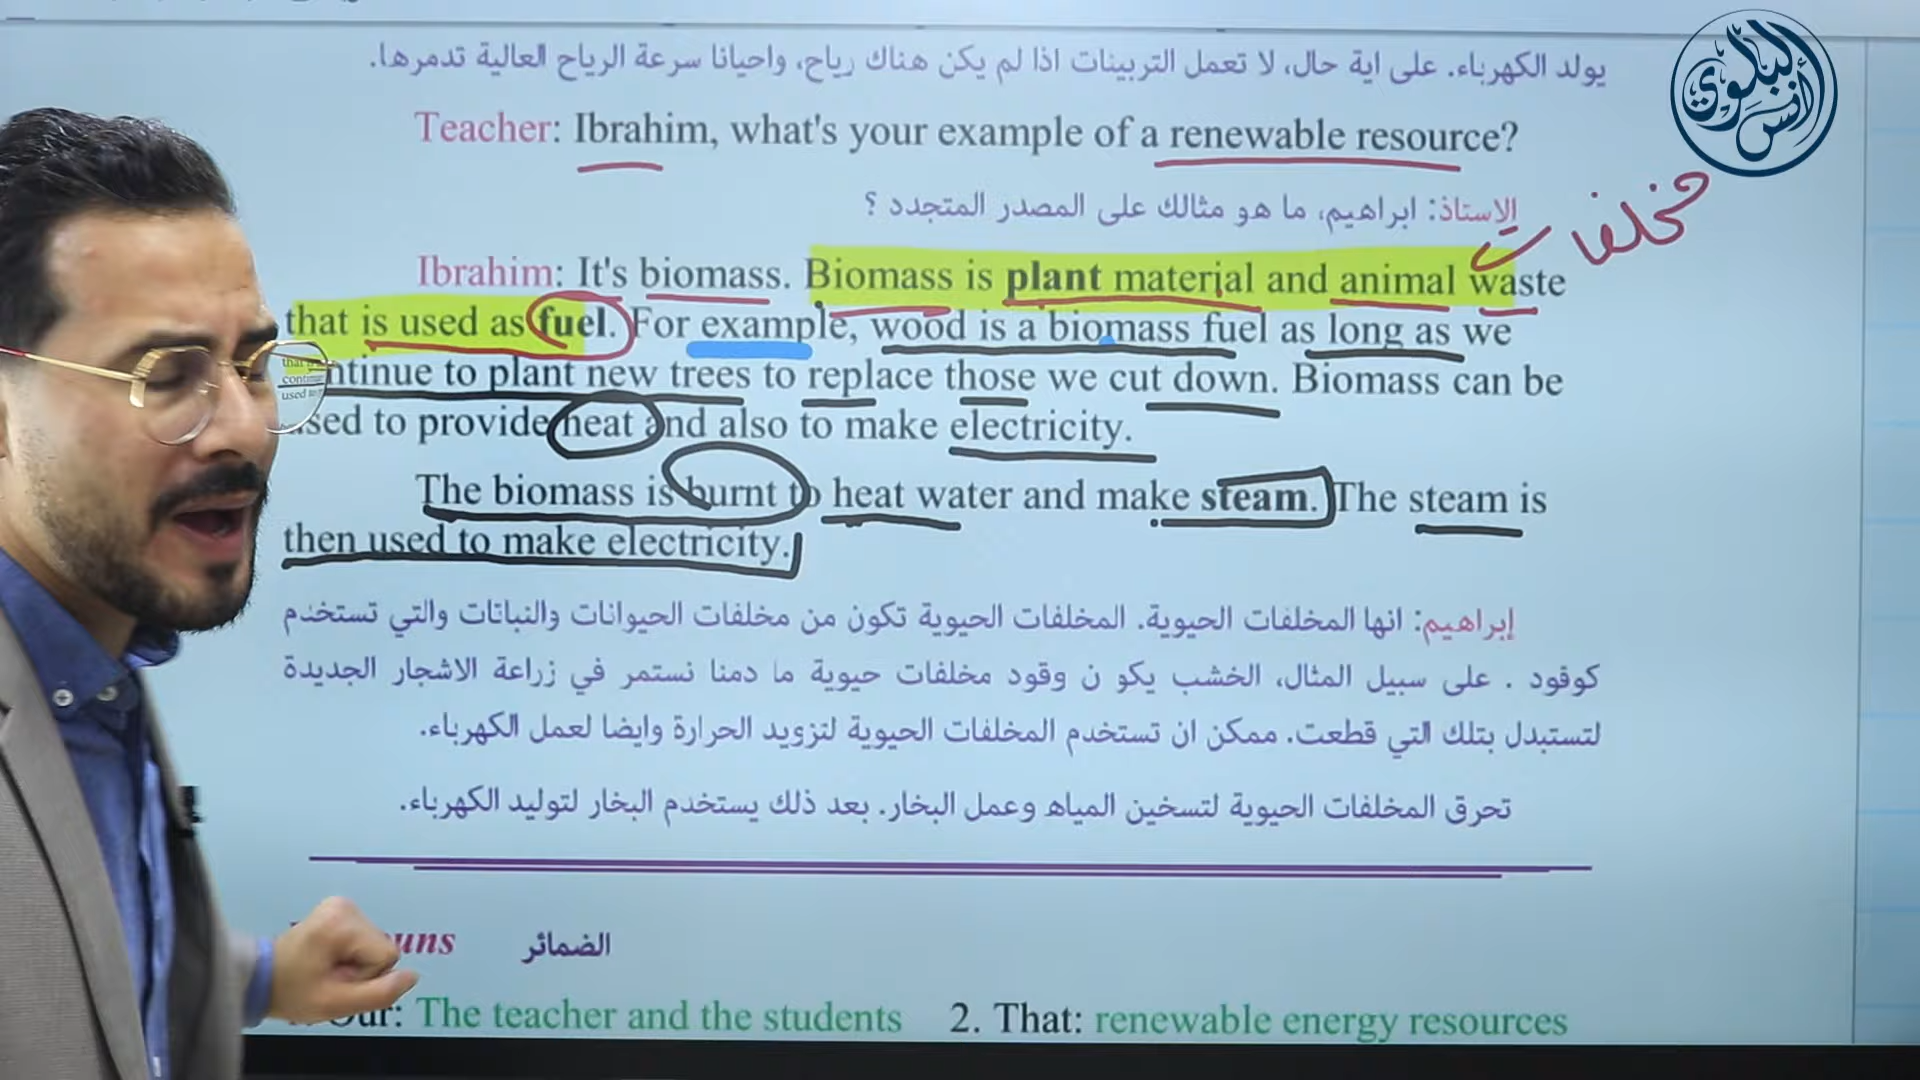 يولد الكهرباء. على اية حال، لا تعمل التربينات اذا لم يكن هناك رياح، واحيانا سرعة الرياح العالية تدمرها.
أنس البكوي
Teacher: Ibrahim, what's your example of a renewable resource?
مخلفات
الاستاذ: ابراهيم، ما هو مثالك على المصدر المتجدد ؟
Ibrahim: It's biomass. Biomass is plant material and animal waste
that is used as fuel. For example, wood is a biomass fuel as long as we
ntinue to plant new trees to replace those we cut down. Biomass can be
sed to provide heat and also to make electricity.
The biomass is burnt to heat water and make steam. The steam is
then used to make electricity.
إبراهيم: انها المخلفات الحيوية. المخلفات الحيوية تكون من مخلفات الحيوانات والنباتات والتي تستخدم
كوقود . على سبيل المثال، الخشب يكو ن وقود مخلفات حيوية ما دمنا نستمر في زراعة الاشجار الجديدة
لتستبدل بتلك التي قطعت. ممكن ان تستخدم المخلفات الحيوية لتزويد الحرارة وايضا لعمل الكهرباء.
تحرق المخلفات الحيوية لتسخين المياه وعمل البخار. بعد ذلك يستخدم البخار لتوليد الكهرباء.
uns الضمائر
Our: The teacher and the students 2. That: renewable energy resources